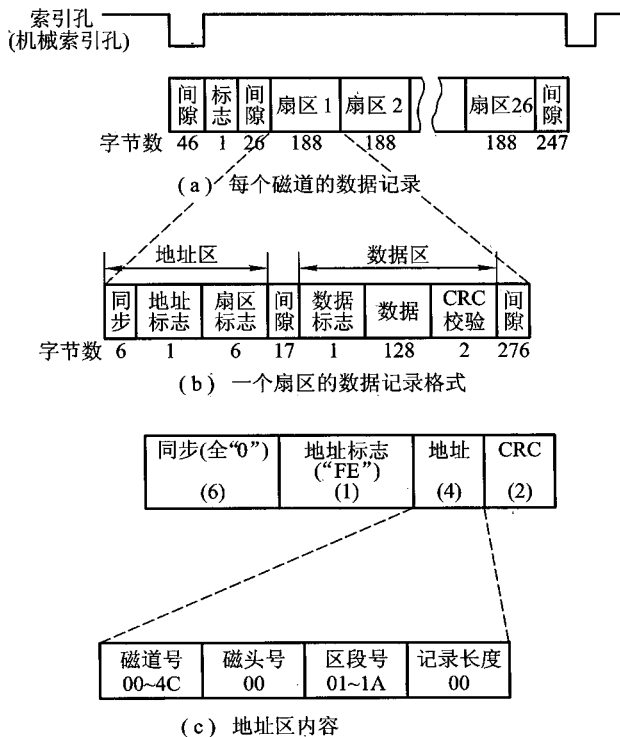 索引孔
(机械索引孔)
间隙 标志 间隙 扇区 1 扇区 2 扇区26 间隙
字节数 46 1 26 188 188 188 247
(a) 每个磁道的数据记录
地址区 数据区
同步 地址标志 扇区标志 间隙 数据标志 数据 CRC校验 间隙
字节数 6 1 6 17 1 128 2 276
(b) 一个扇区的数据记录格式
同步(全“0”) 地址标志 地址 CRC
(“FE”)
(6) (1) (4) (2)
磁道号 磁头号 区段号 记录长度
00~4C 00 01~1A 00
(c) 地址区内容